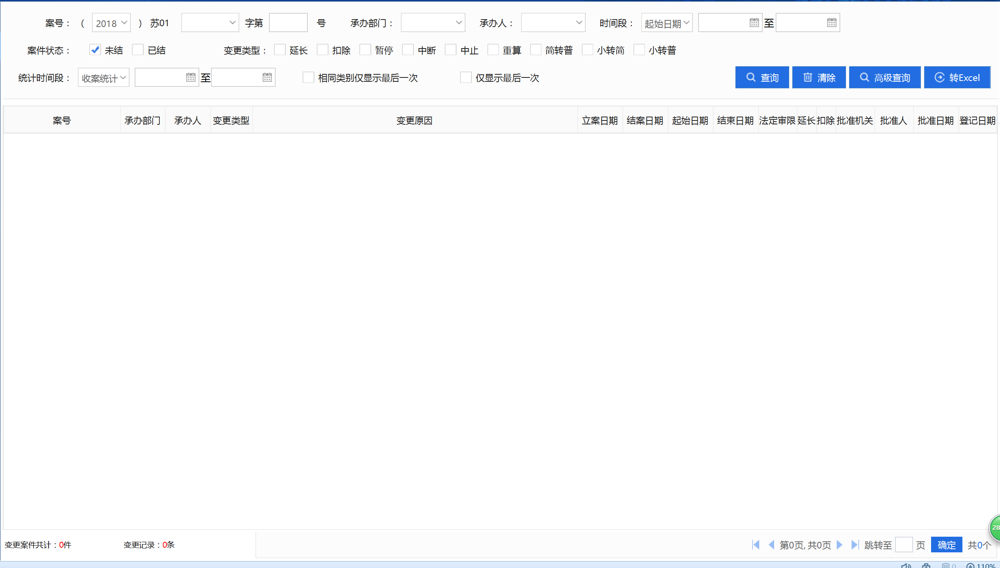 案号： （ 2018 ） 苏01 字第 号 承办部门： 承办人： 时间段： 起始日期 至
案件状态： 未结 已结 变更类型： 延长 扣除 暂停 中断 中止 重算 简转普 小转简 小转普
统计时间段： 收案统计 至 相同类别仅显示最后一次 仅显示最后一次 查询 清除 高级查询 转Excel
案号 承办部门 承办人 变更类型 变更原因 立案日期 结案日期 起始日期 结束日期 法定审限 延长 扣除 批准机关 批准人 批准日期 登记日期
28
变更案件共计：0件 变更记录：0条 第0页, 共0页 跳转至 页 确定 共0个
0 110%